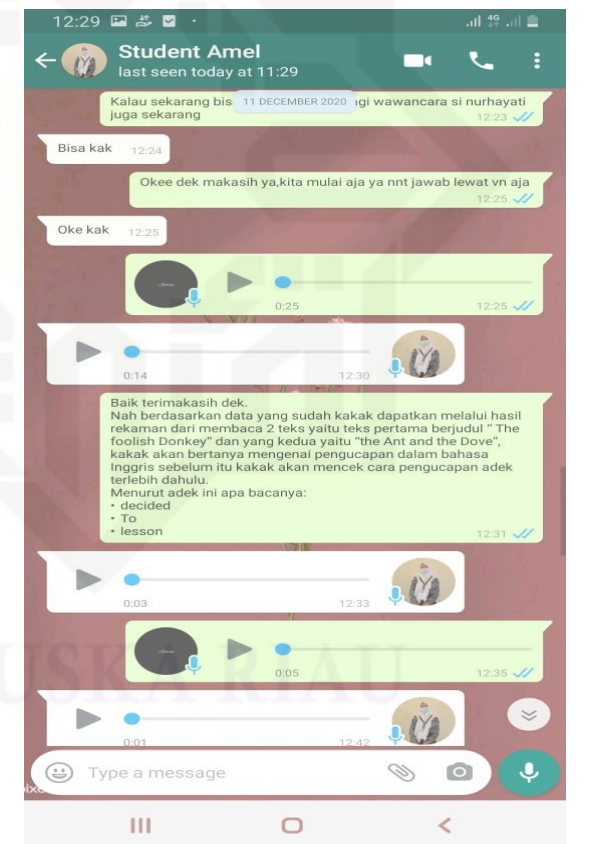 12:29
4G
Student Amel
last seen today at 11:29
11 DECEMBER 2020
Kalau sekarang bis gi wawancara si nurhayati
juga sekarang
12:23
Bisa kak 12:24
Okee dek makasih ya,kita mulai aja ya nnt jawab lewat vn aja
12:25
Oke kak 12:25
0:25 12:25
0:14 12:30
Baik terimakasih dek.
Nah berdasarkan data yang sudah kakak dapatkan melalui hasil
rekaman dari membaca 2 teks yaitu teks pertama berjudul “ The
foolish Donkey” dan yang kedua yaitu “the Ant and the Dove”,
kakak akan bertanya mengenai pengucapan dalam bahasa
Inggris sebelum itu kakak akan mencek cara pengucapan adek
terlebih dahulu.
Menurut adek ini apa bacanya:
• decided
• To
• lesson
12:31
0:03 12:33
0:05 12:35
USKA RIAU
0:01 12:42
Type a message